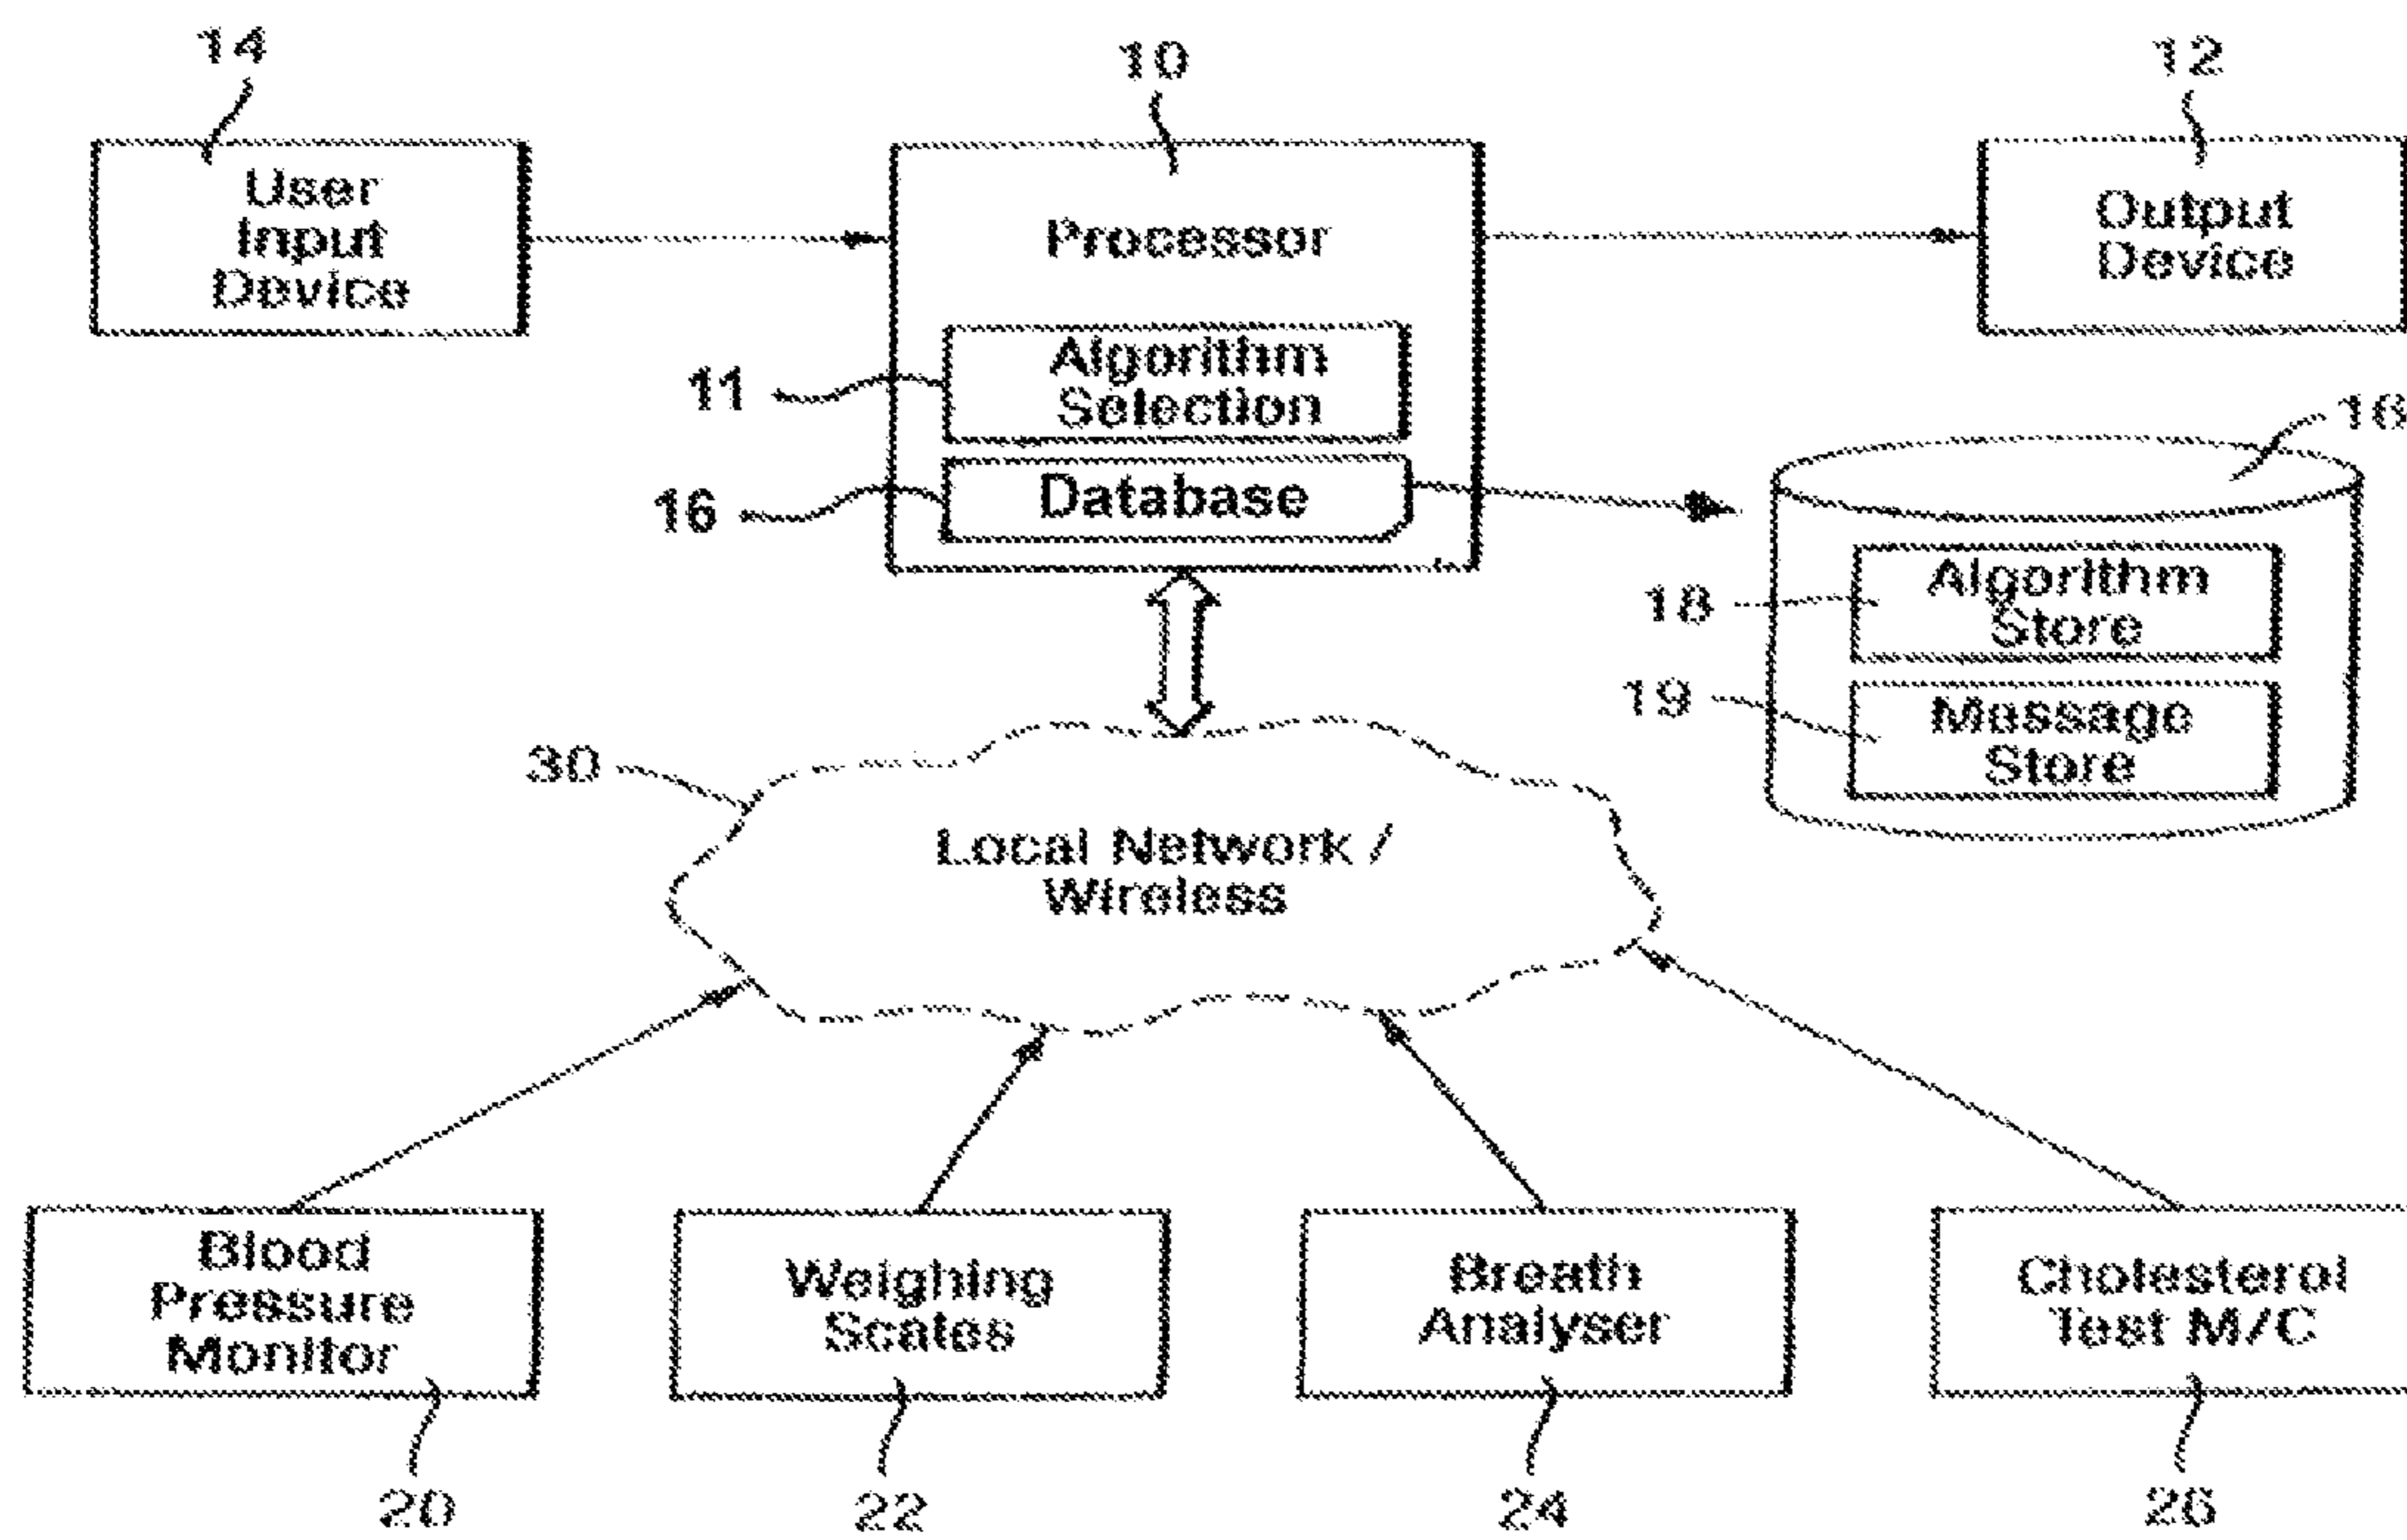 14
10
12
User
Input
Device
Processor
Output
Device
11
Algorithm
Selection
16
16
Database
18
Algorithm
Store
19
Message
Store
30
Local Network /
Wireless
Blood
Pressure
Monitor
Weighing
Scales
Breath
Analyser
Cholesterol
Test M/C
20
22
24
26